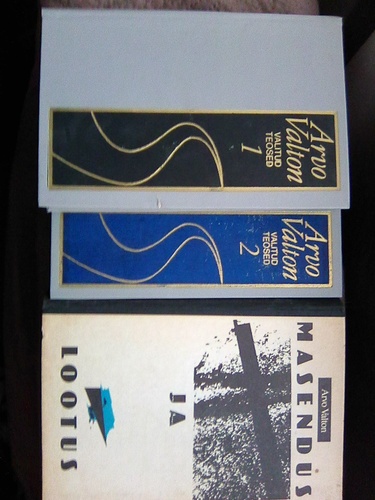 Arvo
Valton
VALITUD
TEOSED
1
Arvo
Valton
VALITUD
TEOSED
2
Arvo Valton
MASENDUS
JA
LOOTUS